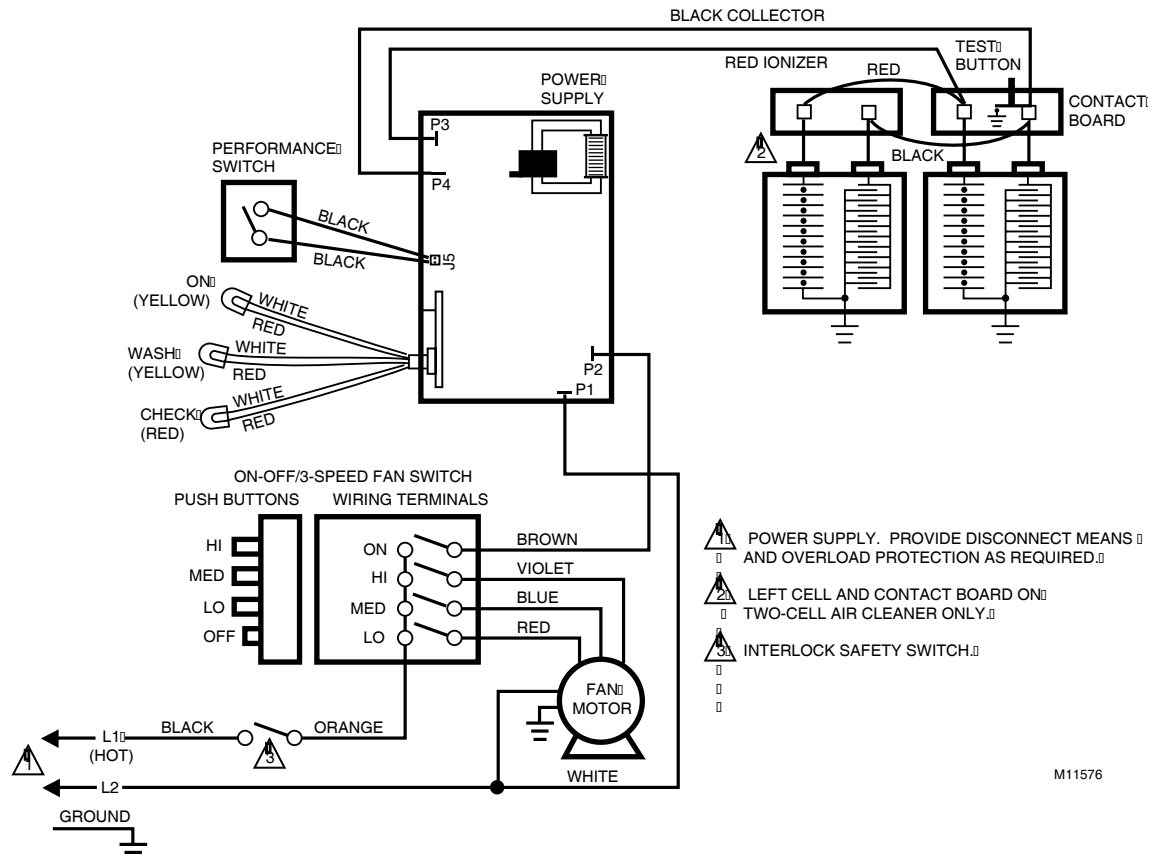 BLACK COLLECTOR
RED IONIZER
RED
TEST
BUTTON
CONTACT
BOARD
POWER
SUPPLY
P3
P4
PERFORMANCE
SWITCH
BLACK
BLACK
J5
2
BLACK
ON
(YELLOW)
WHITE
RED
WASH
(YELLOW)
WHITE
RED
CHECK
(RED)
WHITE
RED
P2
P1
ON-OFF/3-SPEED FAN SWITCH
PUSH BUTTONS
WIRING TERMINALS
HI
MED
LO
OFF
ON
HI
MED
LO
BROWN
VIOLET
BLUE
RED
FAN
MOTOR
1 POWER SUPPLY. PROVIDE DISCONNECT MEANS
AND OVERLOAD PROTECTION AS REQUIRED.
2 LEFT CELL AND CONTACT BOARD ON
TWO-CELL AIR CLEANER ONLY.
3 INTERLOCK SAFETY SWITCH.
L1
(HOT)
BLACK
3
ORANGE
1
L2
WHITE
GROUND
M11576